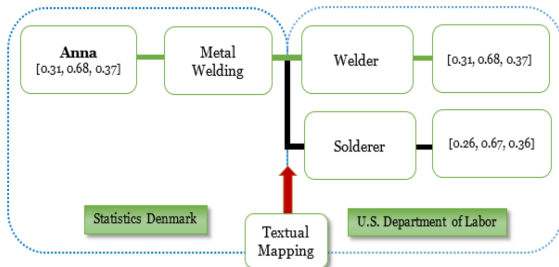 Anna
[0.31, 0.68, 0.37]
Metal
Welding
Welder
[0.31, 0.68, 0.37]
Solderer
[0.26, 0.67, 0.36]
Statistics Denmark
U.S. Department of Labor
Textual
Mapping